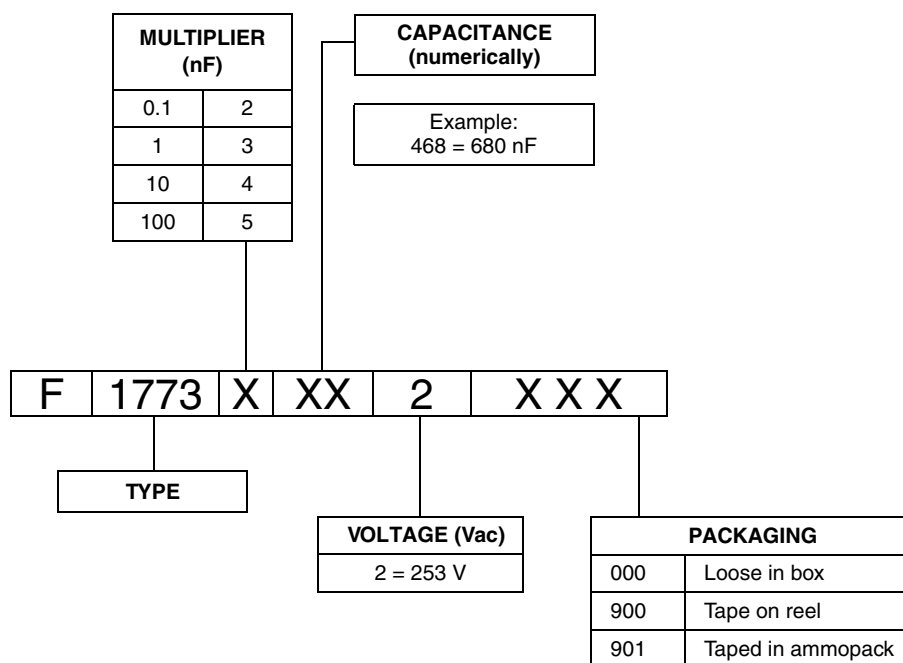 MULTIPLIER
(nF)
0.1 2
1 3
10 4
100 5
CAPACITANCE
(numerically)
Example:
468 = 680 nF
F 1773 X XX 2 X X X
TYPE
VOLTAGE (Vac)
2 = 253 V
PACKAGING
000 Loose in box
900 Tape on reel
901 Taped in ammopack